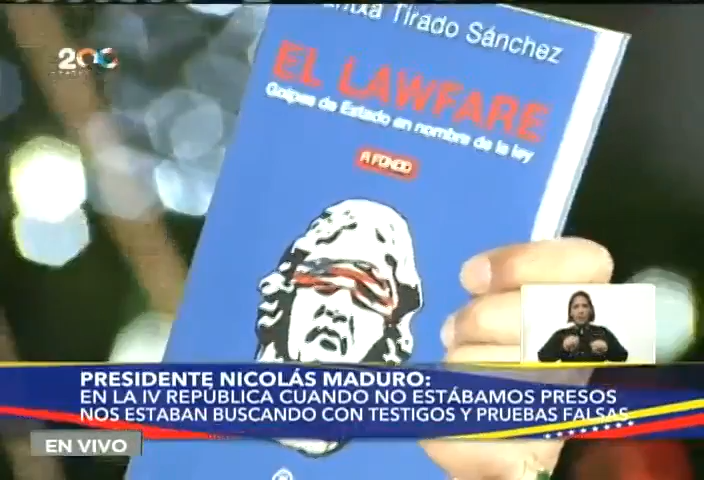 Tirado Sánchez
200
EL LAWFARE
Golpes de Estado en nombre de la ley
A FONDO
PRESIDENTE NICOLÁS MADURO:
EN LA IV REPÚBLICA CUANDO NO ESTÁBAMOS PRESOS
NOS ESTABAN BUSCANDO CON TESTIGOS Y PRUEBAS FALSAS
EN VIVO